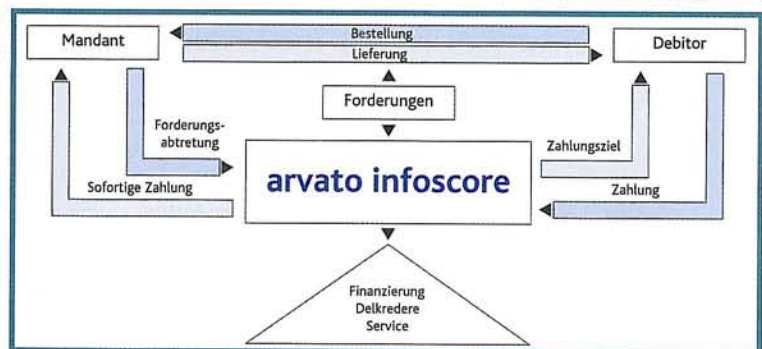 Mandant
Bestellung
Debitor
Lieferung
Forderungen
Forderungs-
abtretung
Zahlungsziel
arvato infoscore
Sofortige Zahlung
Zahlung
Finanzierung
Delkredere
Service